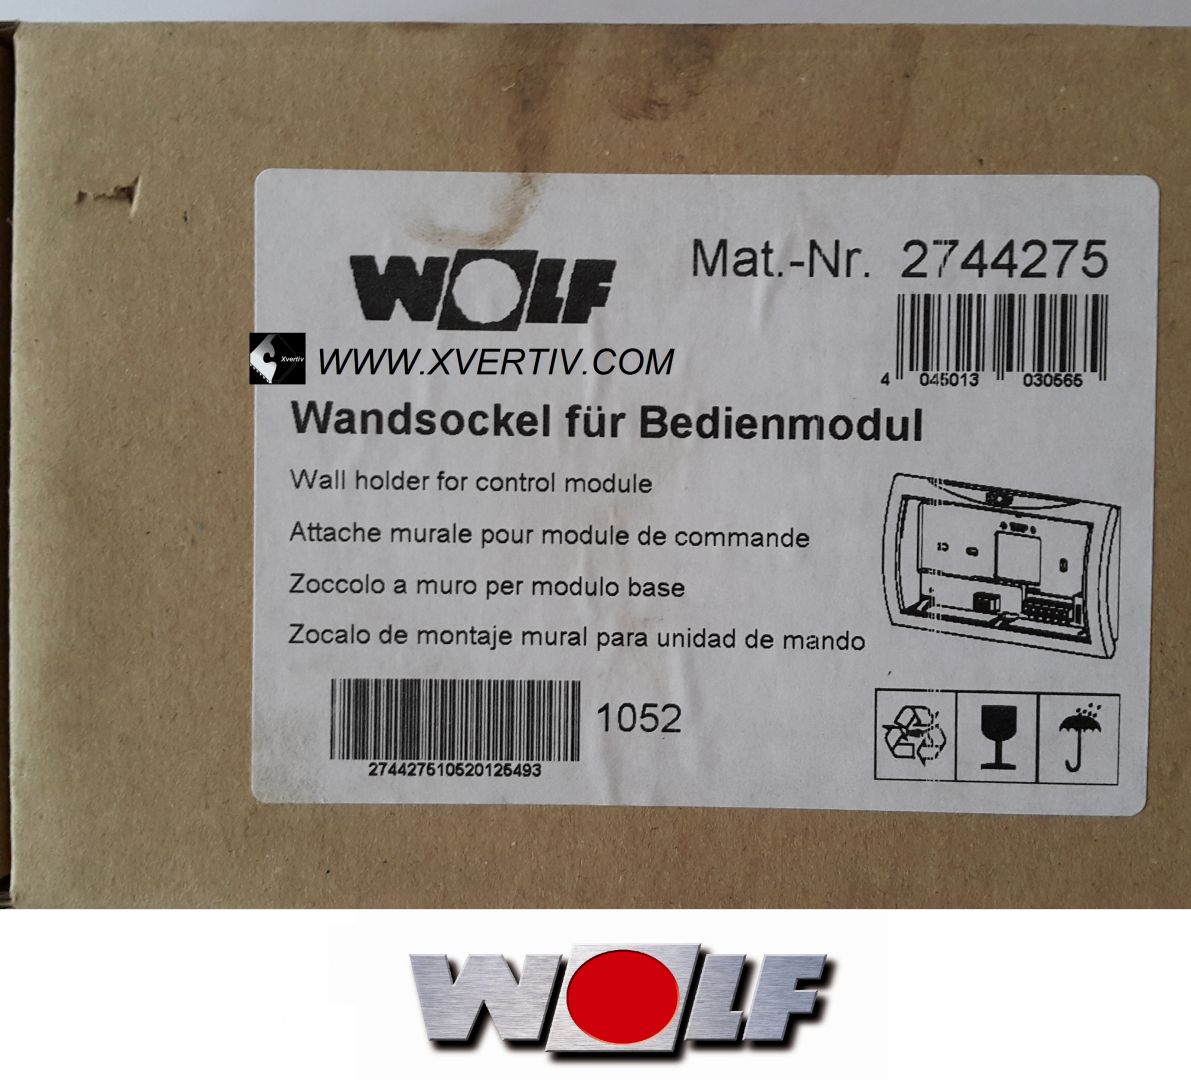 WOLF
Mat.-Nr. 2744275
4 045013 030565
Xvertiv WWW.XVERTIV.COM
Wandsockel für Bedienmodul
Wall holder for control module
Attache murale pour module de commande
Zoccolo a muro per modulo base
Zocalo de montaje mural para unidad de mando
1052
274427510520125493
WOLF